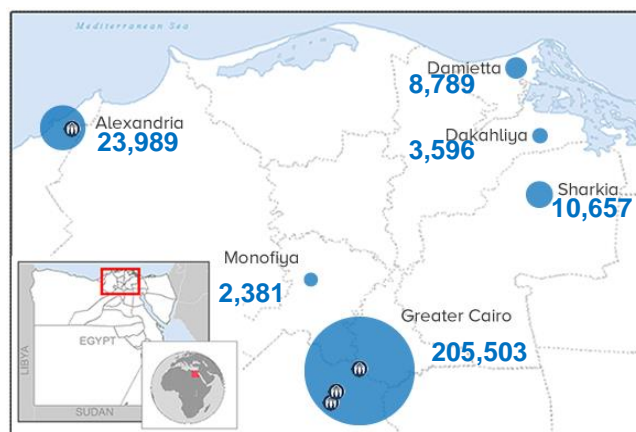 Mediterranean Sea
Damietta
8,789
Alexandria
23,989
Dakahliya
3,596
Sharkia
10,657
Monofiya
2,381
Greater Cairo
205,503
LIBYA
EGYPT
SUDAN